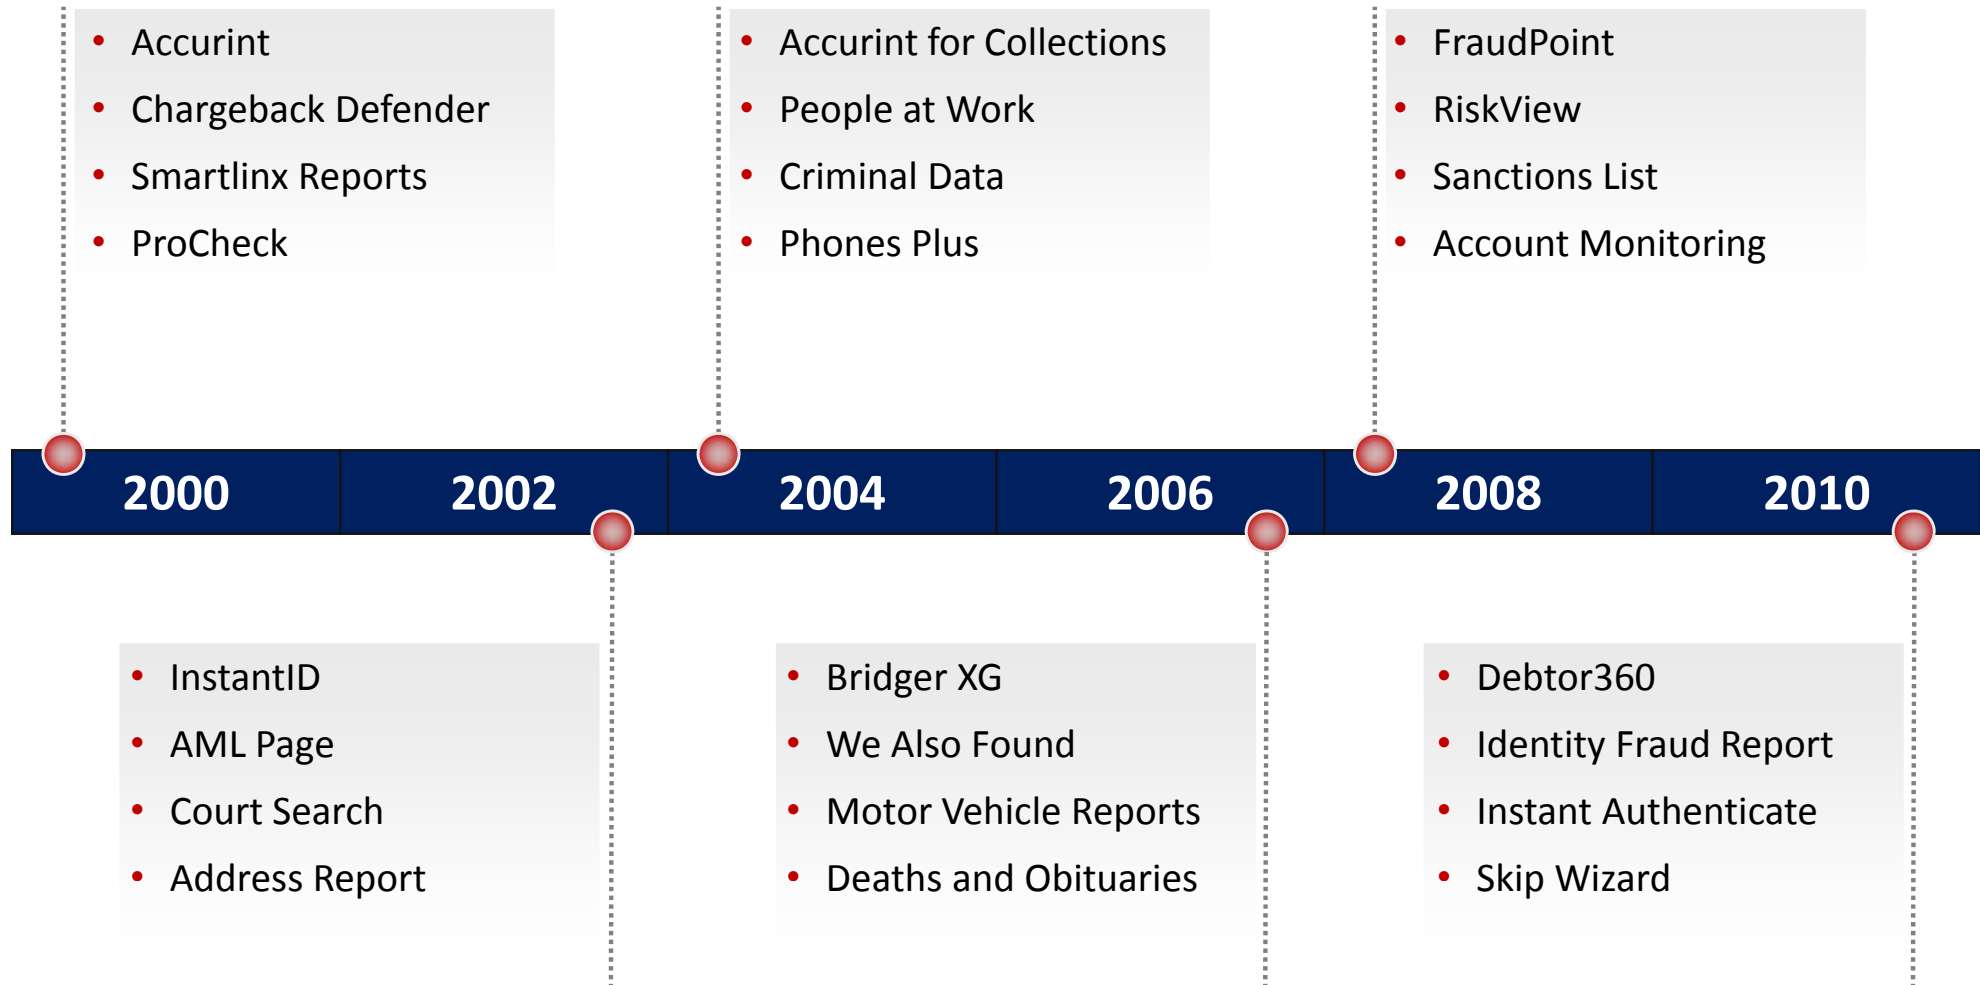 • Accurint
• Chargeback Defender
• Smartlinx Reports
• ProCheck
• Accurint for Collections
• People at Work
• Criminal Data
• Phones Plus
• FraudPoint
• RiskView
• Sanctions List
• Account Monitoring
2000 2002 2004 2006 2008 2010
• InstantID
• AML Page
• Court Search
• Address Report
• Bridger XG
• We Also Found
• Motor Vehicle Reports
• Deaths and Obituaries
• Debtor360
• Identity Fraud Report
• Instant Authenticate
• Skip Wizard